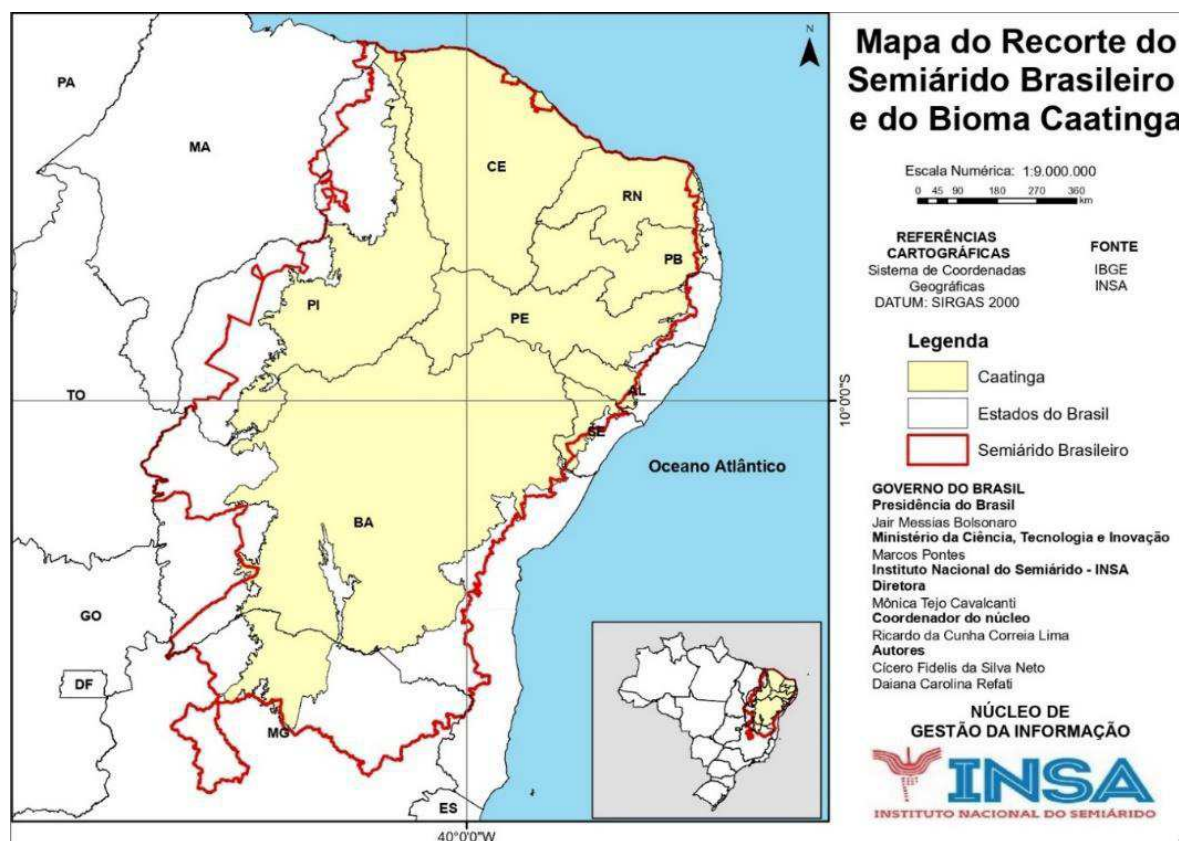 Mapa do Recorte do
Semiárido Brasileiro
e do Bioma Caatinga
Escala Numérica: 1:9.000.000
0 45 90 180 270 360
km
REFERÊNCIAS
CARTOGRÁFICAS
Sistema de Coordenadas
Geográficas
DATUM: SIRGAS 2000
FONTE
IBGE
INSA
Legenda
Caatinga
Estados do Brasil
Semiárido Brasileiro
GOVERNO DO BRASIL
Presidência do Brasil
Jair Messias Bolsonaro
Ministério da Ciência, Tecnologia e Inovação
Marcos Pontes
Instituto Nacional do Semiárido - INSA
Diretora
Mônica Tejo Cavalcanti
Coordenador do núcleo
Ricardo da Cunha Correia Lima
Autores
Cícero Fidelis da Silva Neto
Daiana Carolina Refati
NÚCLEO DE
GESTÃO DA INFORMAÇÃO
INSA
INSTITUTO NACIONAL DO SEMIÁRIDO
N
PA
MA
CE
RN
PB
PI
PE
TO
AL
SE
10°0'0"S
Oceano Atlântico
BA
GO
DF
MG
ES
40°0'0"W